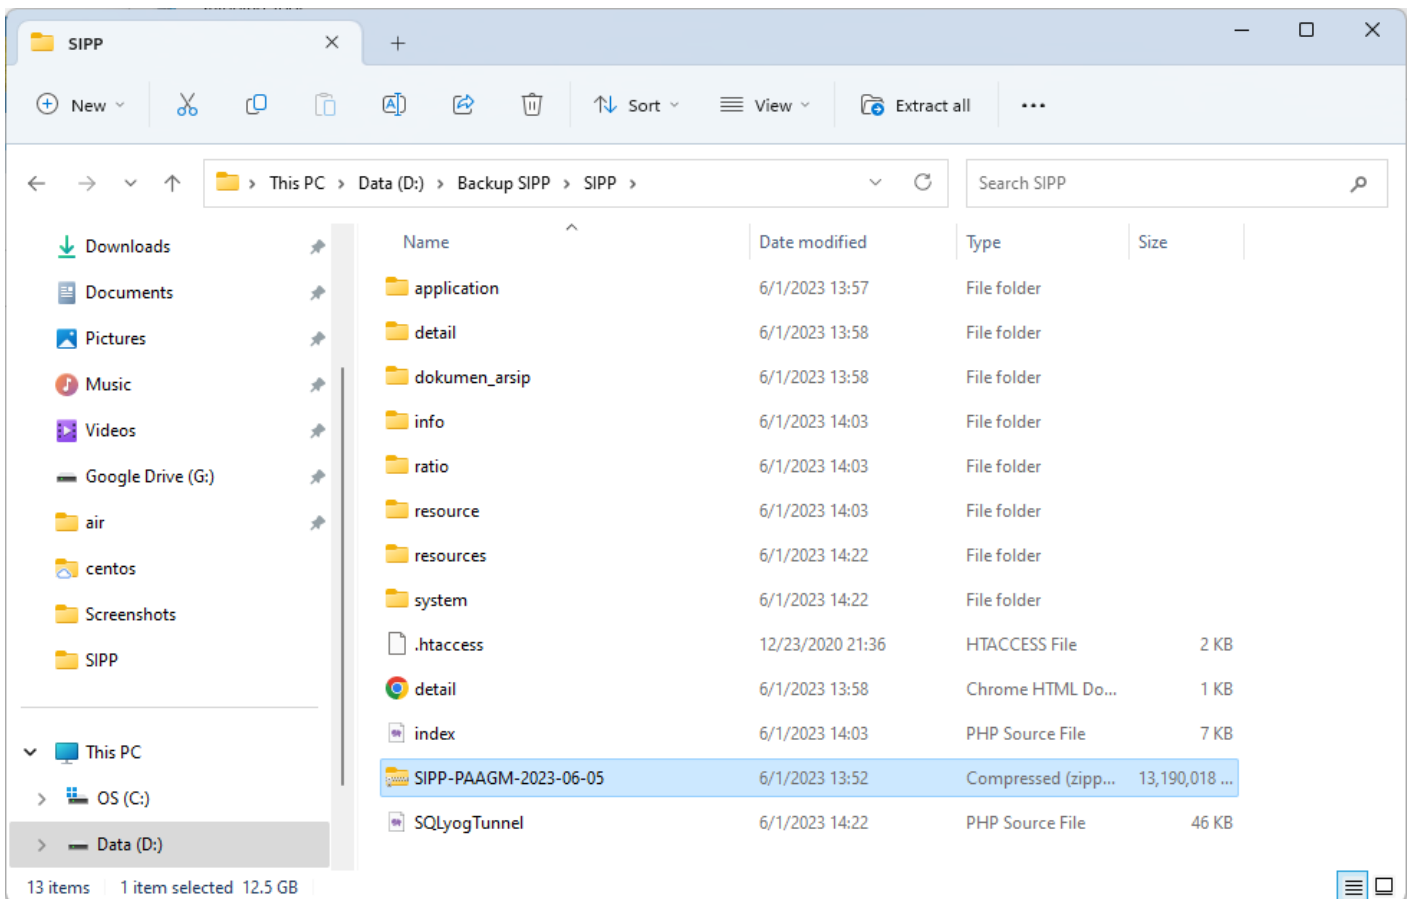 SIPP
New
Sort
View
Extract all
This PC > Data (D:) > Backup SIPP > SIPP >
Search SIPP
Downloads
Documents
Pictures
Music
Videos
Google Drive (G:)
air
centos
Screenshots
SIPP
This PC
OS (C:)
Data (D:)
Name Date modified Type Size
application 6/1/2023 13:57 File folder
detail 6/1/2023 13:58 File folder
dokumen_arsip 6/1/2023 13:58 File folder
info 6/1/2023 14:03 File folder
ratio 6/1/2023 14:03 File folder
resource 6/1/2023 14:03 File folder
resources 6/1/2023 14:22 File folder
system 6/1/2023 14:22 File folder
.htaccess 12/23/2020 21:36 HTACCESS File 2 KB
detail 6/1/2023 13:58 Chrome HTML Do... 1 KB
index 6/1/2023 14:03 PHP Source File 7 KB
SIPP-PAAGM-2023-06-05 6/1/2023 13:52 Compressed (zipp... 13,190,018 ...
SQLyogTunnel 6/1/2023 14:22 PHP Source File 46 KB
13 items 1 item selected 12.5 GB